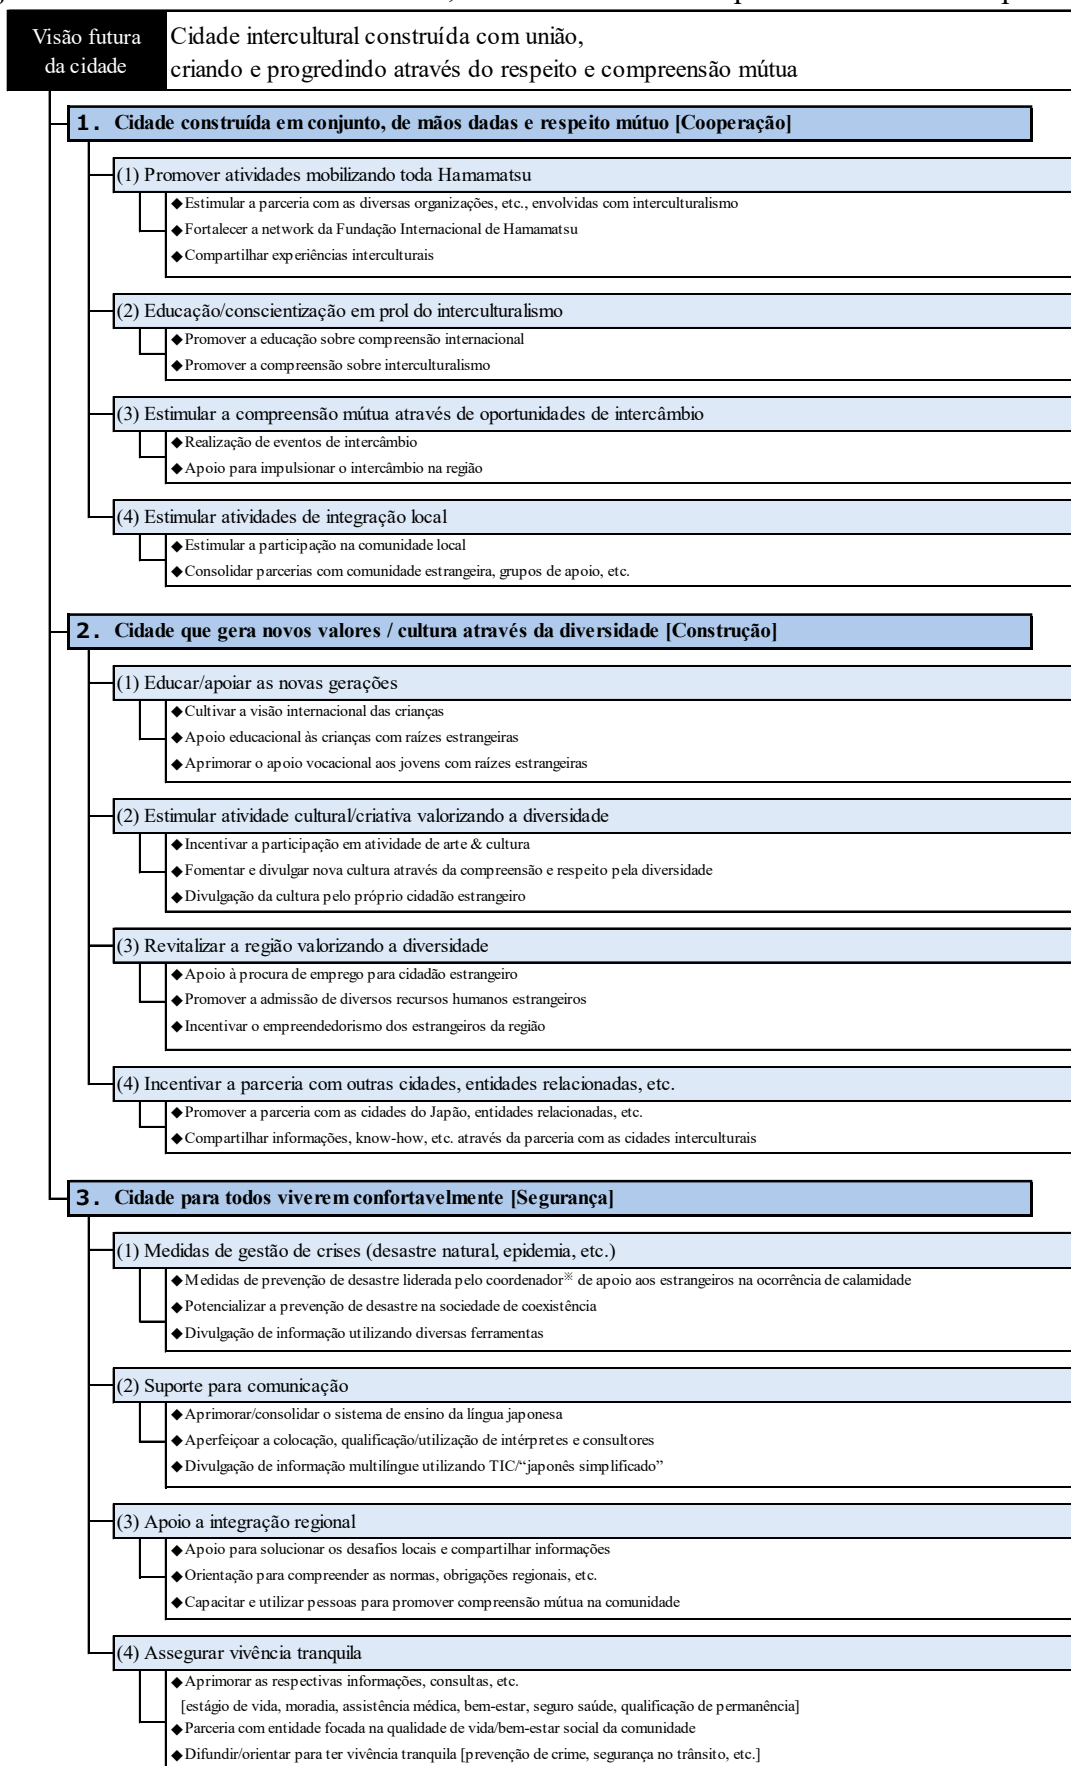 Visão futura
da cidade
Cidade intercultural construída com união,
criando e progredindo através do respeito e compreensão mútua
1. Cidade construída em conjunto, de mãos dadas e respeito mútuo [Cooperação]
(1) Promover atividades mobilizando toda Hamamatsu
◆Estimular a parceria com as diversas organizações, etc., envolvidas com interculturalismo
◆Fortalecer a network da Fundação Internacional de Hamamatsu
◆Compartilhar experiências interculturais
(2) Educação/conscientização em prol do interculturalismo
◆Promover a educação sobre compreensão internacional
◆Promover a compreensão sobre interculturalismo
(3) Estimular a compreensão mútua através de oportunidades de intercâmbio
◆Realização de eventos de intercâmbio
◆Apoio para impulsionar o intercâmbio na região
(4) Estimular atividades de integração local
◆Estimular a participação na comunidade local
◆Consolidar parcerias com comunidade estrangeira, grupos de apoio, etc.
2. Cidade que gera novos valores / cultura através da diversidade [Construção]
(1) Educar/apoiar as novas gerações
◆Cultivar a visão internacional das crianças
◆Apoio educacional às crianças com raízes estrangeiras
◆Aprimorar o apoio vocacional aos jovens com raízes estrangeiras
(2) Estimular atividade cultural/criativa valorizando a diversidade
◆Incentivar a participação em atividade de arte & cultura
◆Fomentar e divulgar nova cultura através da compreensão e respeito pela diversidade
◆Divulgação da cultura pelo próprio cidadão estrangeiro
(3) Revitalizar a região valorizando a diversidade
◆Apoio à procura de emprego para cidadão estrangeiro
◆Promover a admissão de diversos recursos humanos estrangeiros
◆Incentivar o empreendedorismo dos estrangeiros da região
(4) Incentivar a parceria com outras cidades, entidades relacionadas, etc.
◆Promover a parceria com as cidades do Japão, entidades relacionadas, etc.
◆Compartilhar informações, know-how, etc. através da parceria com as cidades interculturais
3. Cidade para todos viverem confortavelmente [Segurança]
(1) Medidas de gestão de crises (desastre natural, epidemia, etc.)
◆Medidas de prevenção de desastre liderada pelo coordenador※ de apoio aos estrangeiros na ocorrência de calamidade
◆Potencializar a prevenção de desastre na sociedade de coexistência
◆Divulgação de informação utilizando diversas ferramentas
(2) Suporte para comunicação
◆Aprimorar/consolidar o sistema de ensino da língua japonesa
◆Aperfeiçoar a colocação, qualificação/utilização de intérpretes e consultores
◆Divulgação de informação multilíngue utilizando TIC/“japonês simplificado”
(3) Apoio a integração regional
◆Apoio para solucionar os desafios locais e compartilhar informações
◆Orientação para compreender as normas, obrigações regionais, etc.
◆Capacitar e utilizar pessoas para promover compreensão mútua na comunidade
(4) Assegurar vivência tranquila
◆Aprimorar as respectivas informações, consultas, etc.
[estágio de vida, moradia, assistência médica, bem-estar, seguro saúde, qualificação de permanência]
◆Parceria com entidade focada na qualidade de vida/bem-estar social da comunidade
◆Difundir/orientar para ter vivência tranquila [prevenção de crime, segurança no trânsito, etc.]